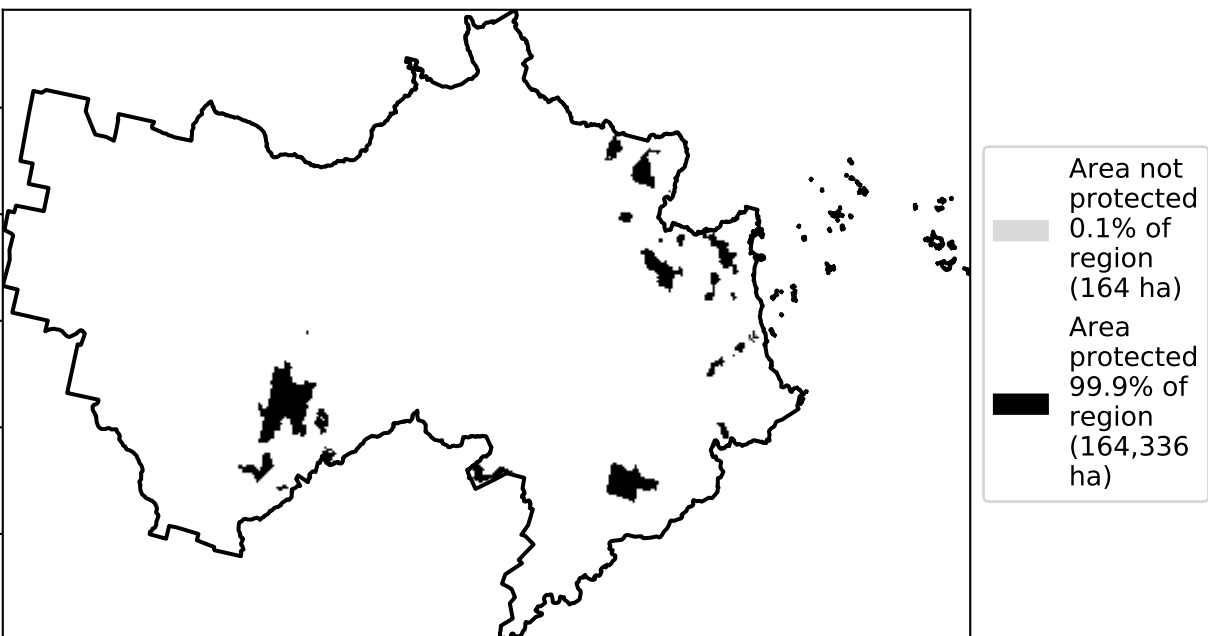 Area not
protected
0.1% of
region
(164 ha)
Area
protected
99.9% of
region
(164,336
ha)